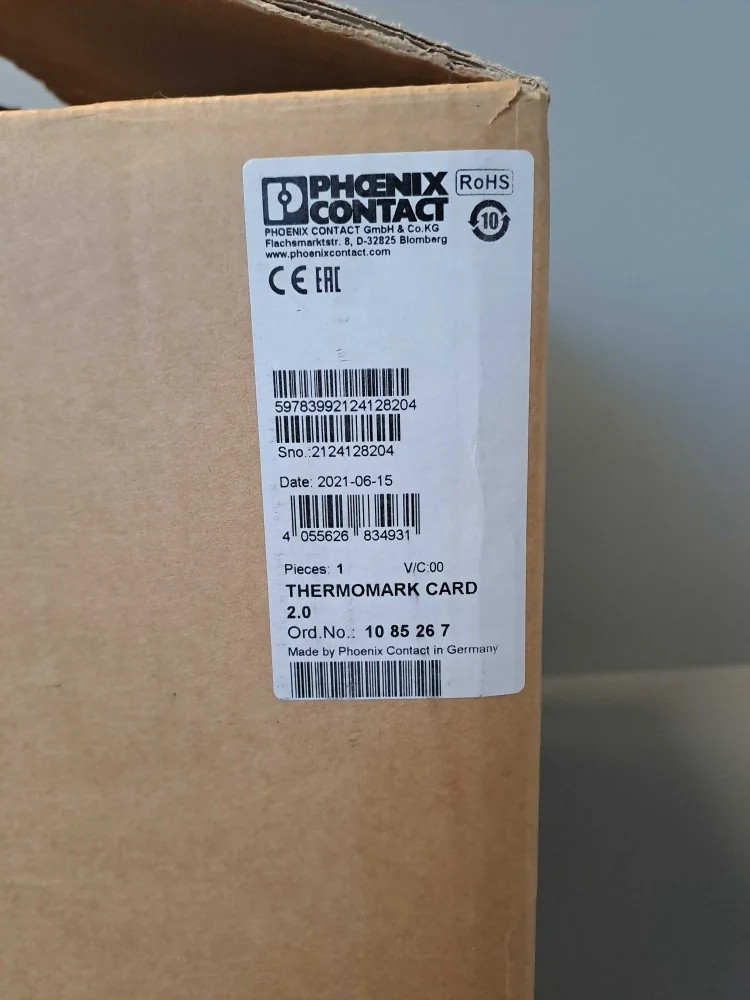 PHŒNIX
CONTACT
RoHS
10
PHOENIX CONTACT GmbH & Co.KG
Flachsmarktstr. 8, D-32825 Blomberg
www.phoenixcontact.com
CE EAC
59783992124128204
Sno.:2124128204
Date: 2021-06-15
4 055626 834931
Pieces: 1 V/C:00
THERMOMARK CARD
2.0
Ord.No.: 10 85 26 7
Made by Phoenix Contact in Germany